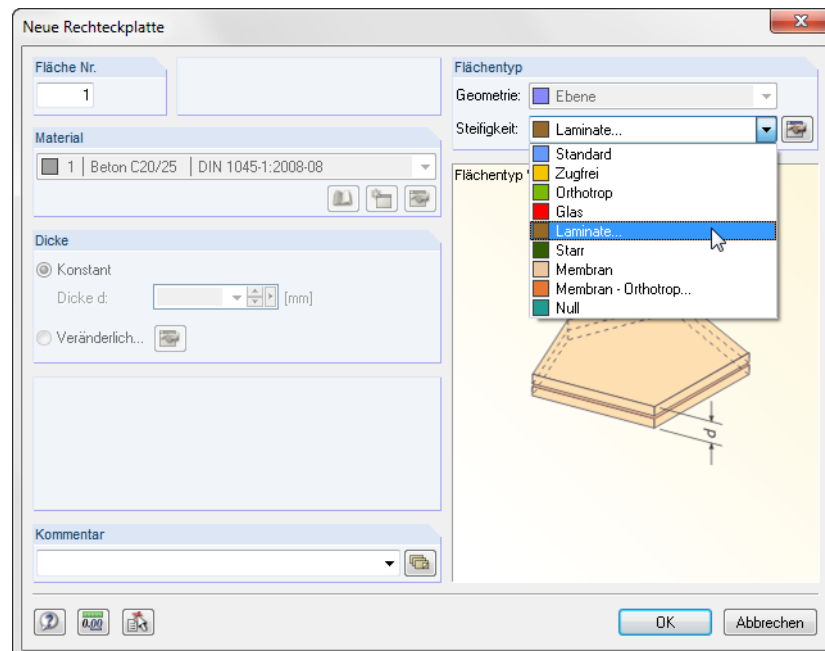 Neue Rechteckplatte
Fläche Nr.
1
Material
1 | Beton C20/25 | DIN 1045-1:2008-08
Dicke
Konstant
Dicke d:
[mm]
Veränderlich...
Kommentar
Flächentyp
Geometrie:
Ebene
Steifigkeit:
Laminate...
Standard
Zugfrei
Orthotrop
Glas
Laminate...
Starr
Membran
Membran - Orthotrop...
Null
Flächentyp
d
0.00
OK
Abbrechen